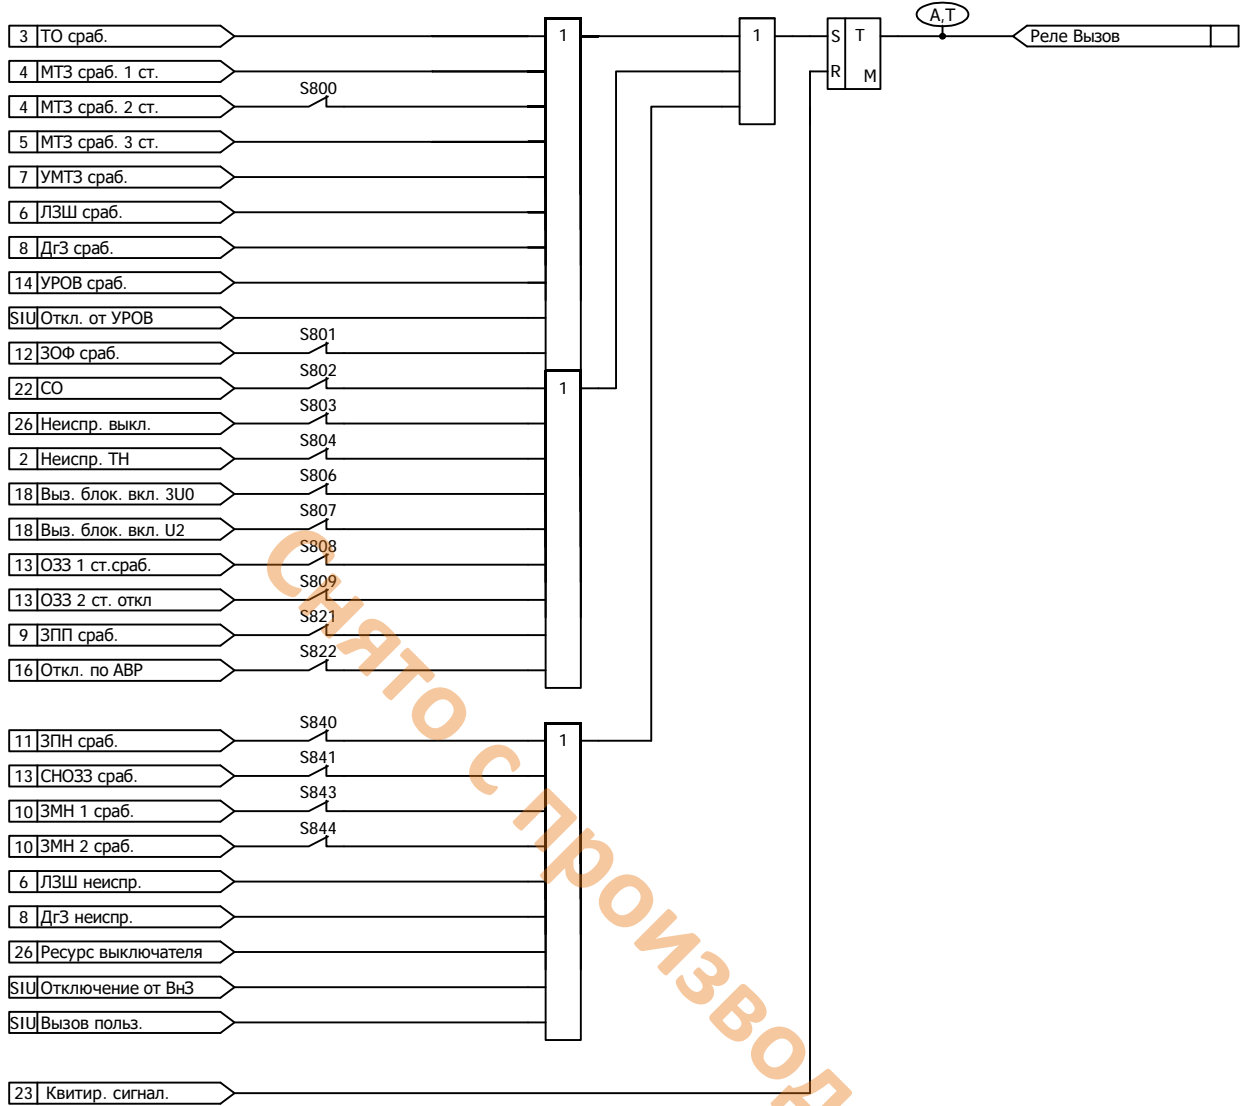 А,Т
3 ТО сраб. 1 1 S T Реле Вызов
4 МТЗ сраб. 1 ст. R M
S800
4 МТЗ сраб. 2 ст.
5 МТЗ сраб. 3 ст.
7 УМТЗ сраб.
6 ЛЗШ сраб.
8 ДгЗ сраб.
14 УРОВ сраб.
SIU Откл. от УРОВ
S801
12 ЗОФ сраб.
S802
22 СО 1
S803
26 Неиспр. выкл.
S804
2 Неиспр. ТН
S806
18 Выз. блок. вкл. 3U0
S807
18 Выз. блок. вкл. U2
S808
13 ОЗЗ 1 ст.сраб.
S809
13 ОЗЗ 2 ст. откл
S821
9 ЗПП сраб.
S822
16 Откл. по АВР
S840
11 ЗПН сраб. 1
S841
13 СНОЗЗ сраб.
S843
10 ЗМН 1 сраб.
S844
10 ЗМН 2 сраб.
6 ЛЗШ неиспр.
8 ДгЗ неиспр.
26 Ресурс выключателя
SIU Отключение от ВнЗ
SIU Вызов польз.
23 Квитир. сигнал.
Снято с производ